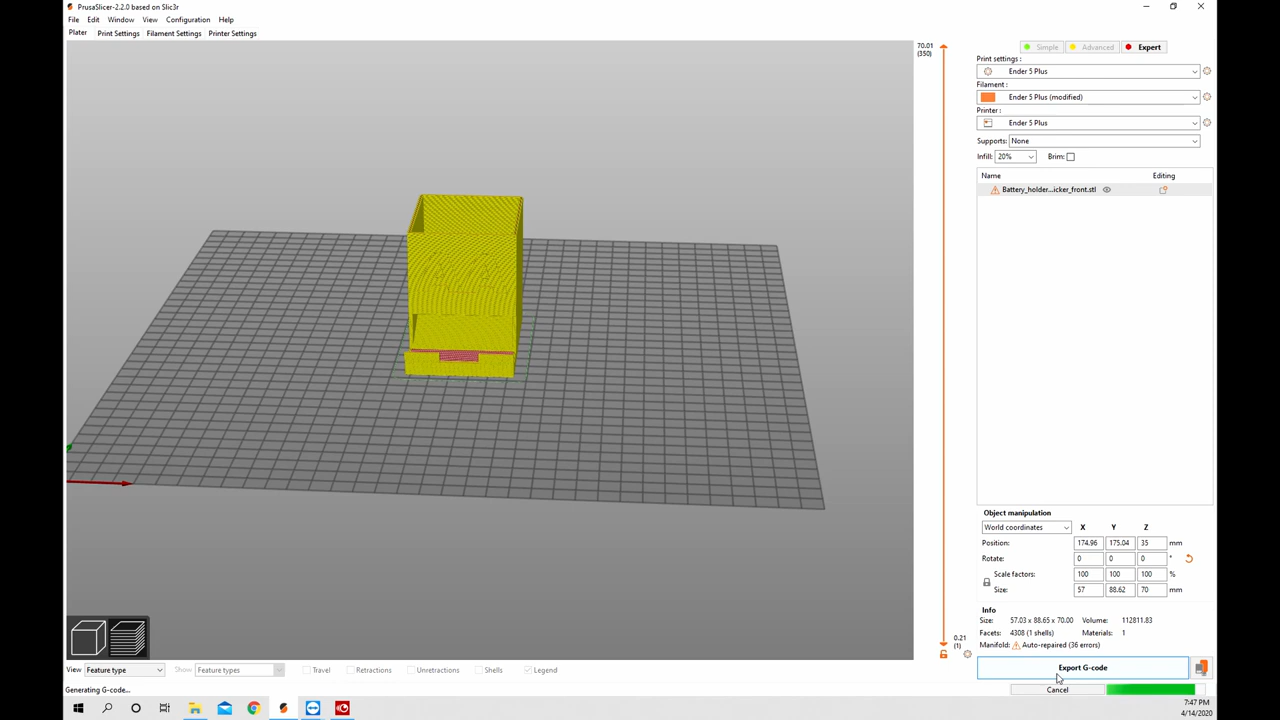 PrusaSlicer-2.2.0 based on Slic3r
File Edit Window View Configuration Help
Plater Print Settings Filament Settings Printer Settings
70.01
(350)
Simple Advanced Expert
Print settings :
Ender 5 Plus
Filament :
Ender 5 Plus (modified)
Printer :
Ender 5 Plus
Supports: None
Infill: 20% Brim:
Name Editing
Battery_holder...icker_front.stl
Object manipulation
World coordinates X Y Z
Position: 174.96 175.04 35 mm
Rotate: 0 0 0 °
Scale factors: 100 100 100 %
Size: 57 88.62 70 mm
Info
Size: 57.03 x 88.65 x 70.00 Volume: 112811.83
Facets: 4308 (1 shells) Materials: 1
Manifold: Auto-repaired (36 errors)
0.21
(1)
Export G-code
View Feature type Show Feature types Travel Retractions Unretractions Shells Legend
Generating G-code...
Cancel
7:47 PM
4/14/2020